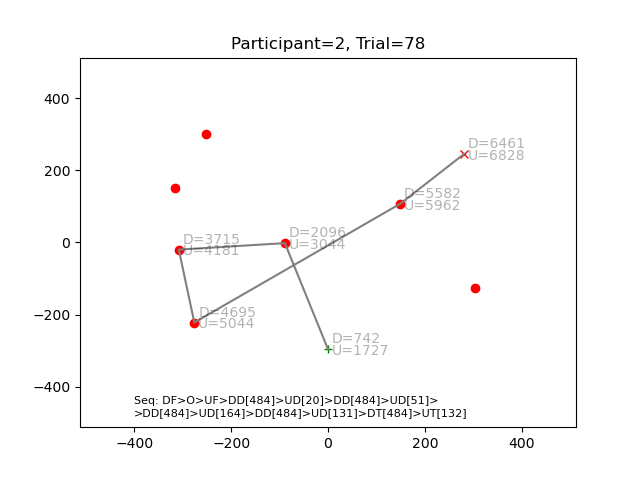 Participant=2, Trial=78
400
200
0
−200
−400
D=6461
U=6828
D=5582
U=5962
D=2096
U=3044
D=3715
U=4181
D=4695
U=5044
D=742
U=1727
Seq: DF>O>UF>DD[484]>UD[20]>DD[484]>UD[51]>
>DD[484]>UD[164]>DD[484]>UD[131]>DT[484]>UT[132]
−400 −200 0 200 400